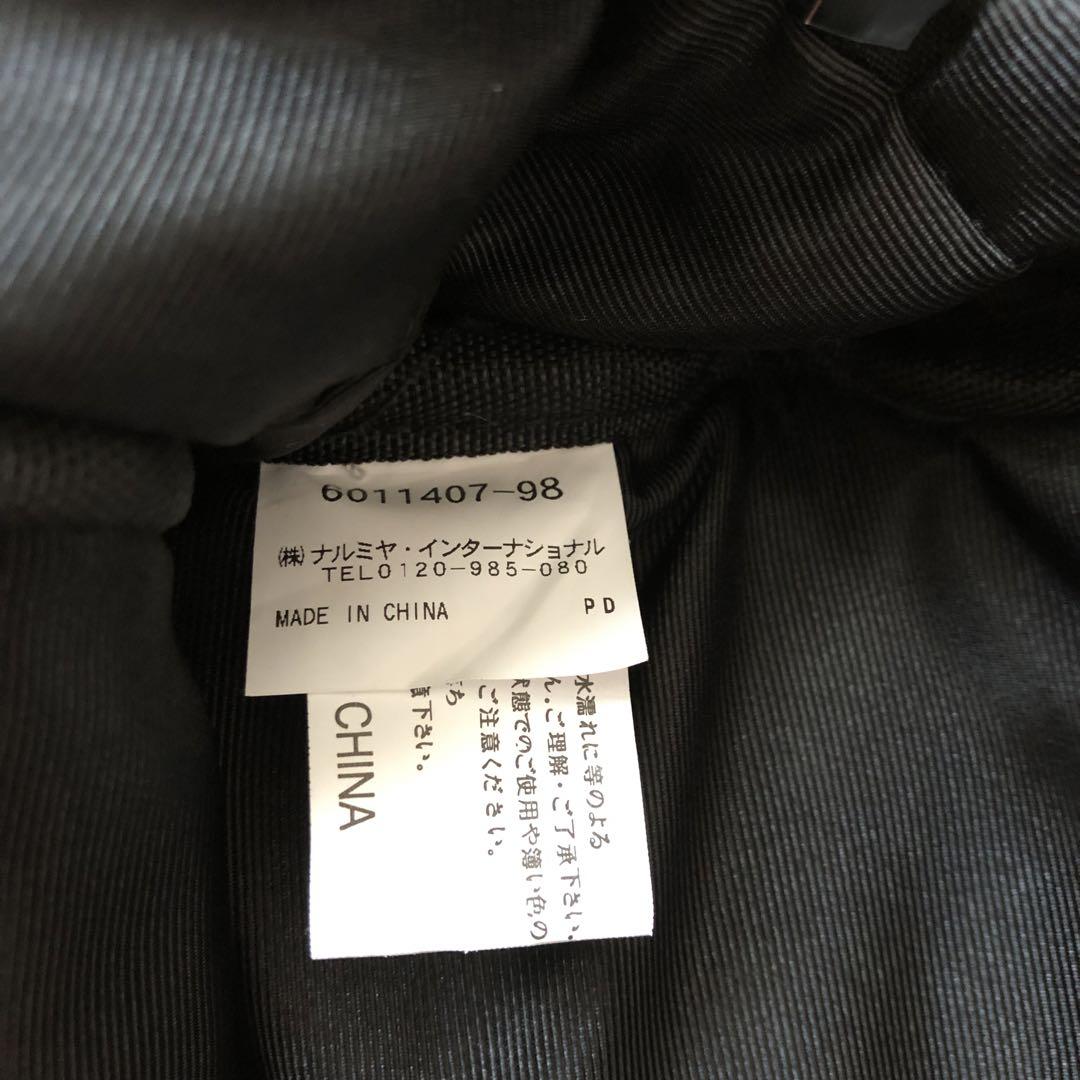 6011407-98
㈱ナルミヤ・インターナショナル
TEL0120-985-080
MADE IN CHINA PD
水濡れに等のよる
ん.ご理解・ご了承下さい.
状態でのご使用や薄い色の
ご注意ください。
ち
下さい。
CHINA